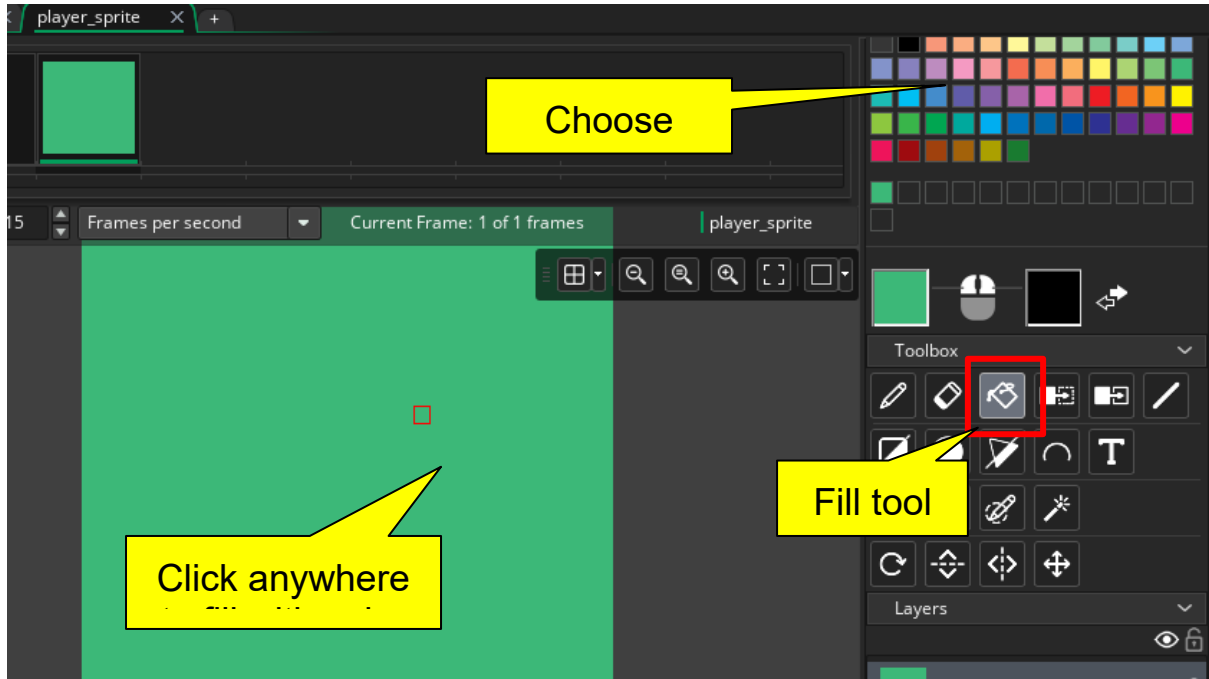 player_sprite
Choose
15 Frames per second Current Frame: 1 of 1 frames player_sprite
Toolbox
T
Fill tool
Click anywhere
Layers